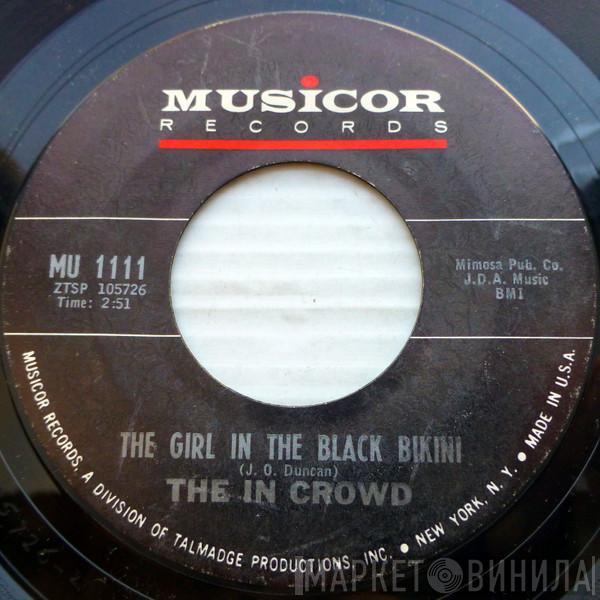 MUSICOR
RECORDS
MU 1111
ZTSP 105726
Time: 2:51
Mimosa Pub. Co.
J.D.A. Music
BMI
THE GIRL IN THE BLACK BIKINI
(J. O. Duncan)
THE IN CROWD
MUSICOR RECORDS, A DIVISION OF TALMADGE PRODUCTIONS, INC. • NEW YORK, N. Y. • MADE IN U.S.A.
МАРКЕТ ВИНИЛА